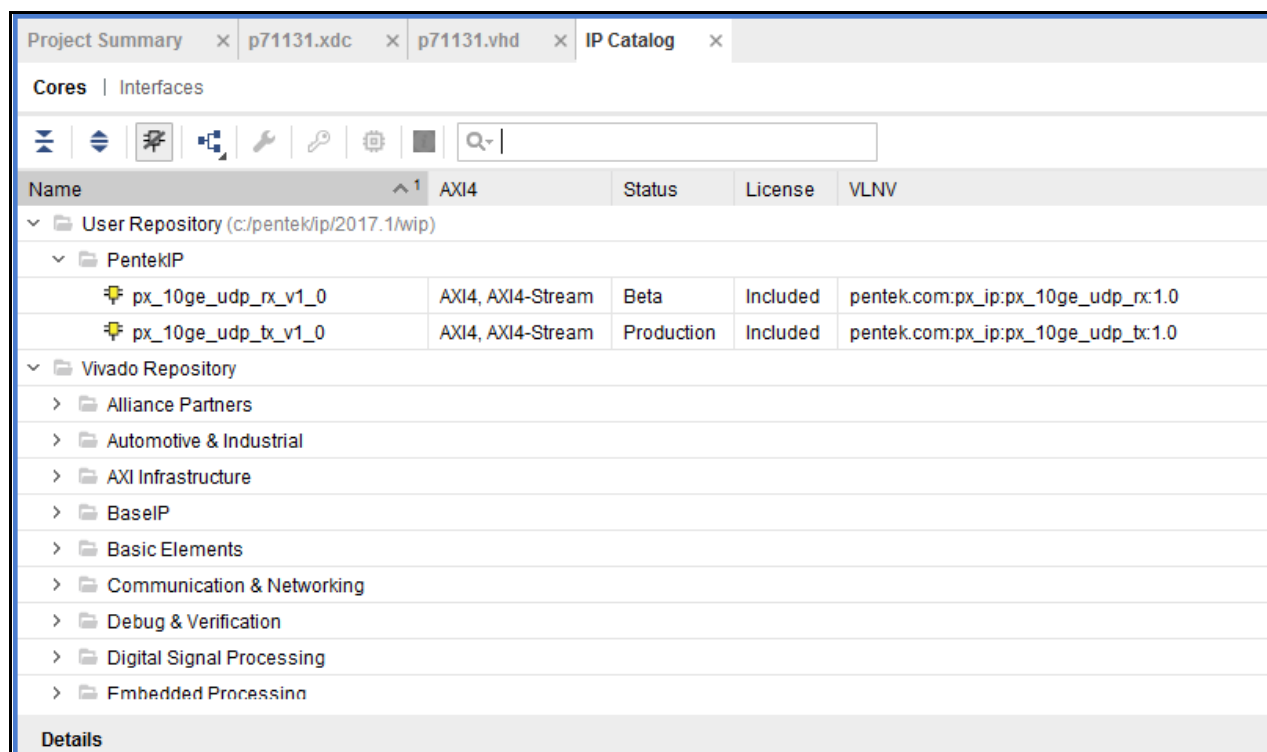 Project Summary × p71131.xdc × p71131.vhd × IP Catalog ×
Cores | Interfaces
Name 1 AXI4 Status License VLNV
User Repository (c:/pentek/ip/2017.1/wip)
PentekIP
px_10ge_udp_rx_v1_0 AXI4, AXI4-Stream Beta Included pentek.com:px_ip:px_10ge_udp_rx:1.0
px_10ge_udp_tx_v1_0 AXI4, AXI4-Stream Production Included pentek.com:px_ip:px_10ge_udp_tx:1.0
Vivado Repository
Alliance Partners
Automotive & Industrial
AXI Infrastructure
BaseIP
Basic Elements
Communication & Networking
Debug & Verification
Digital Signal Processing
Embedded Processing
Details